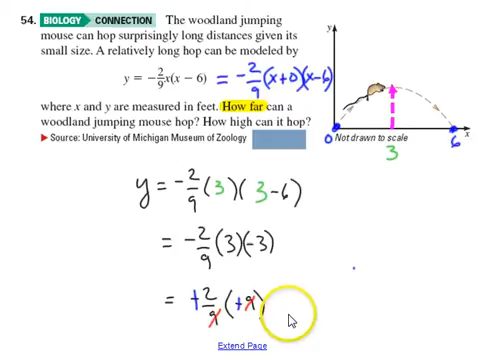 54. BIOLOGY CONNECTION The woodland jumping
mouse can hop surprisingly long distances given its
small size. A relatively long hop can be modeled by
y = -2/9x(x - 6) = -2/9(x+0)(x-6)
where x and y are measured in feet. How far can a
woodland jumping mouse hop? How high can it hop?
► Source: University of Michigan Museum of Zoology
y
0 Not drawn to scale 6 x
3
y = -2/9(3)(3-6)
= -2/9(3)(-3)
= +2/9(+9)
Extend Page